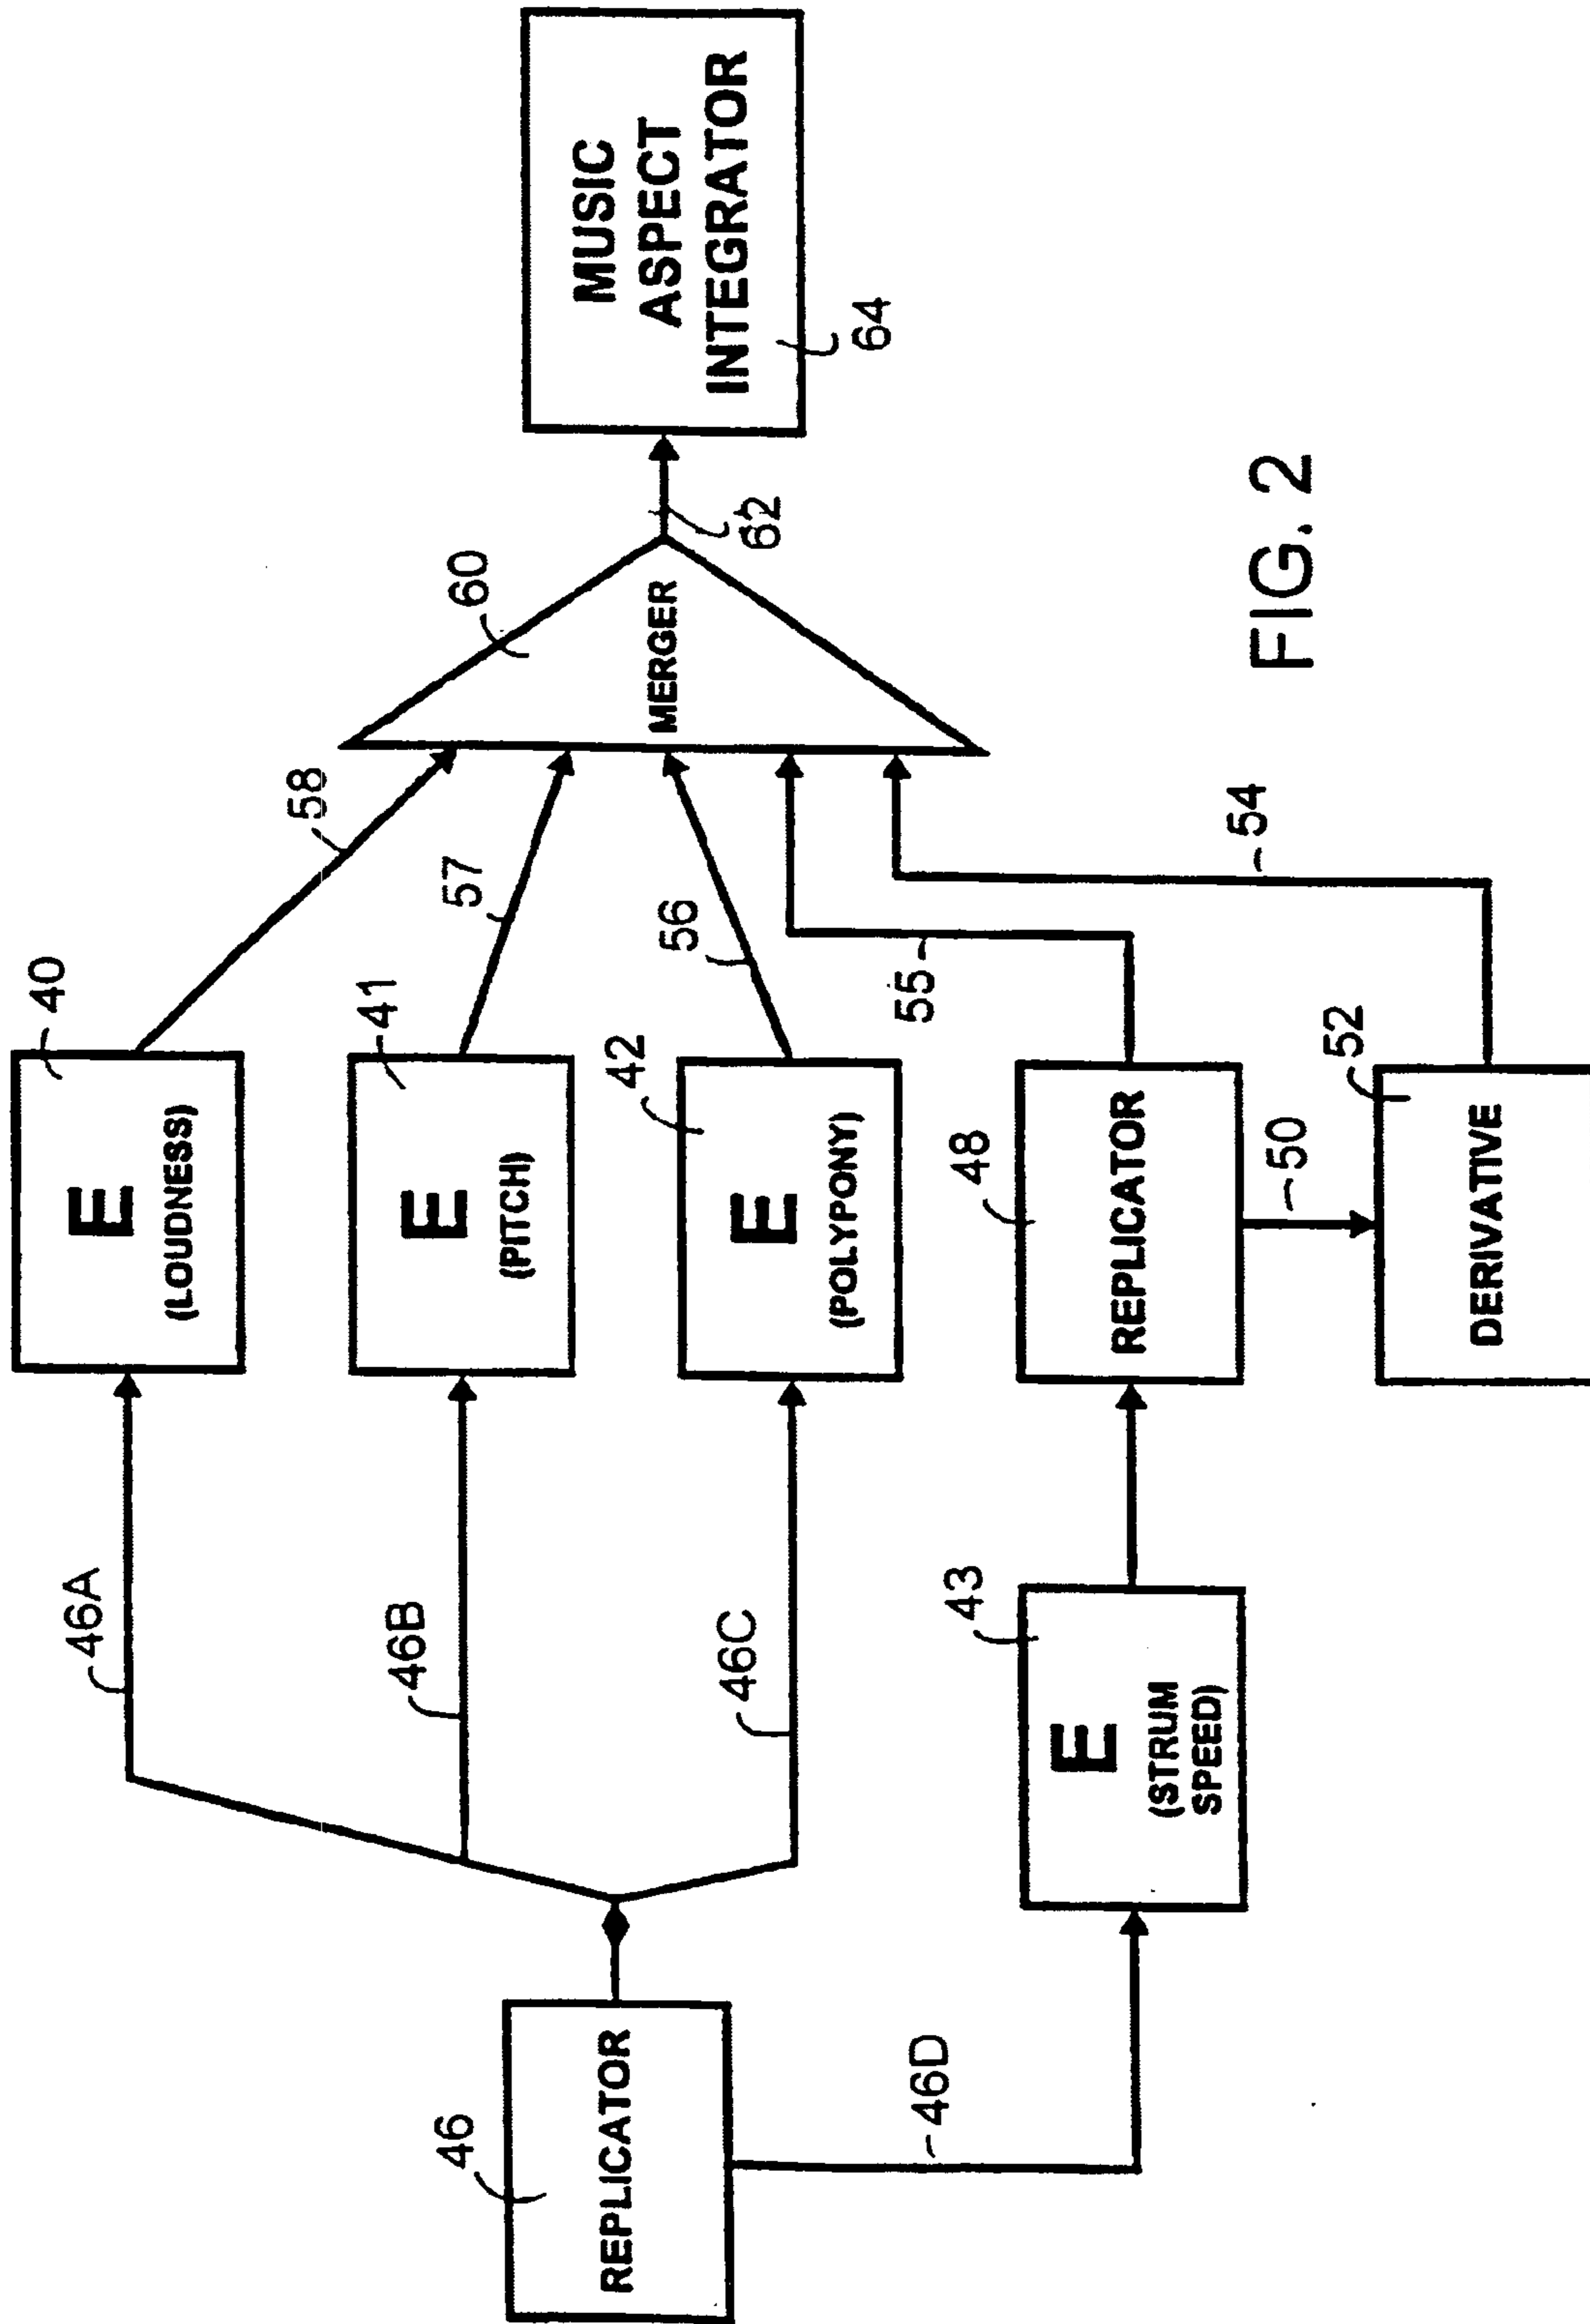 46
REPLICATOR
46A
46B
46C
46D
40
E
(LOUDNESS)
41
E
(PITCH)
42
E
(POLYPONY)
43
E
(STRUM
SPEED)
48
REPLICATOR
50
52
DERIVATIVE
58
57
56
55
54
60
MERGER
62
MUSIC
ASPECT
INTEGRATOR
64
FIG. 2